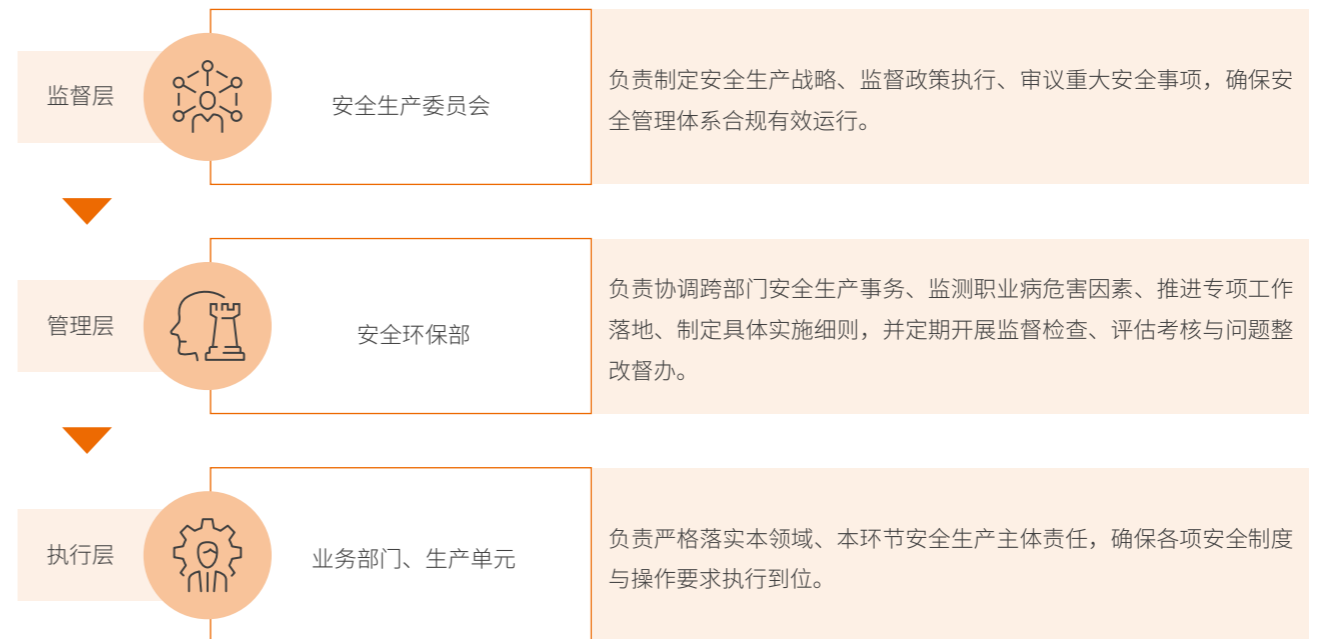 监督层
安全生产委员会
负责制定安全生产战略、监督政策执行、审议重大安全事项，确保安
全管理体系合规有效运行。
管理层
安全环保部
负责协调跨部门安全生产事务、监测职业病危害因素、推进专项工作
落地、制定具体实施细则，并定期开展监督检查、评估考核与问题整
改督办。
执行层
业务部门、生产单元
负责严格落实本领域、本环节安全生产主体责任，确保各项安全制度
与操作要求执行到位。